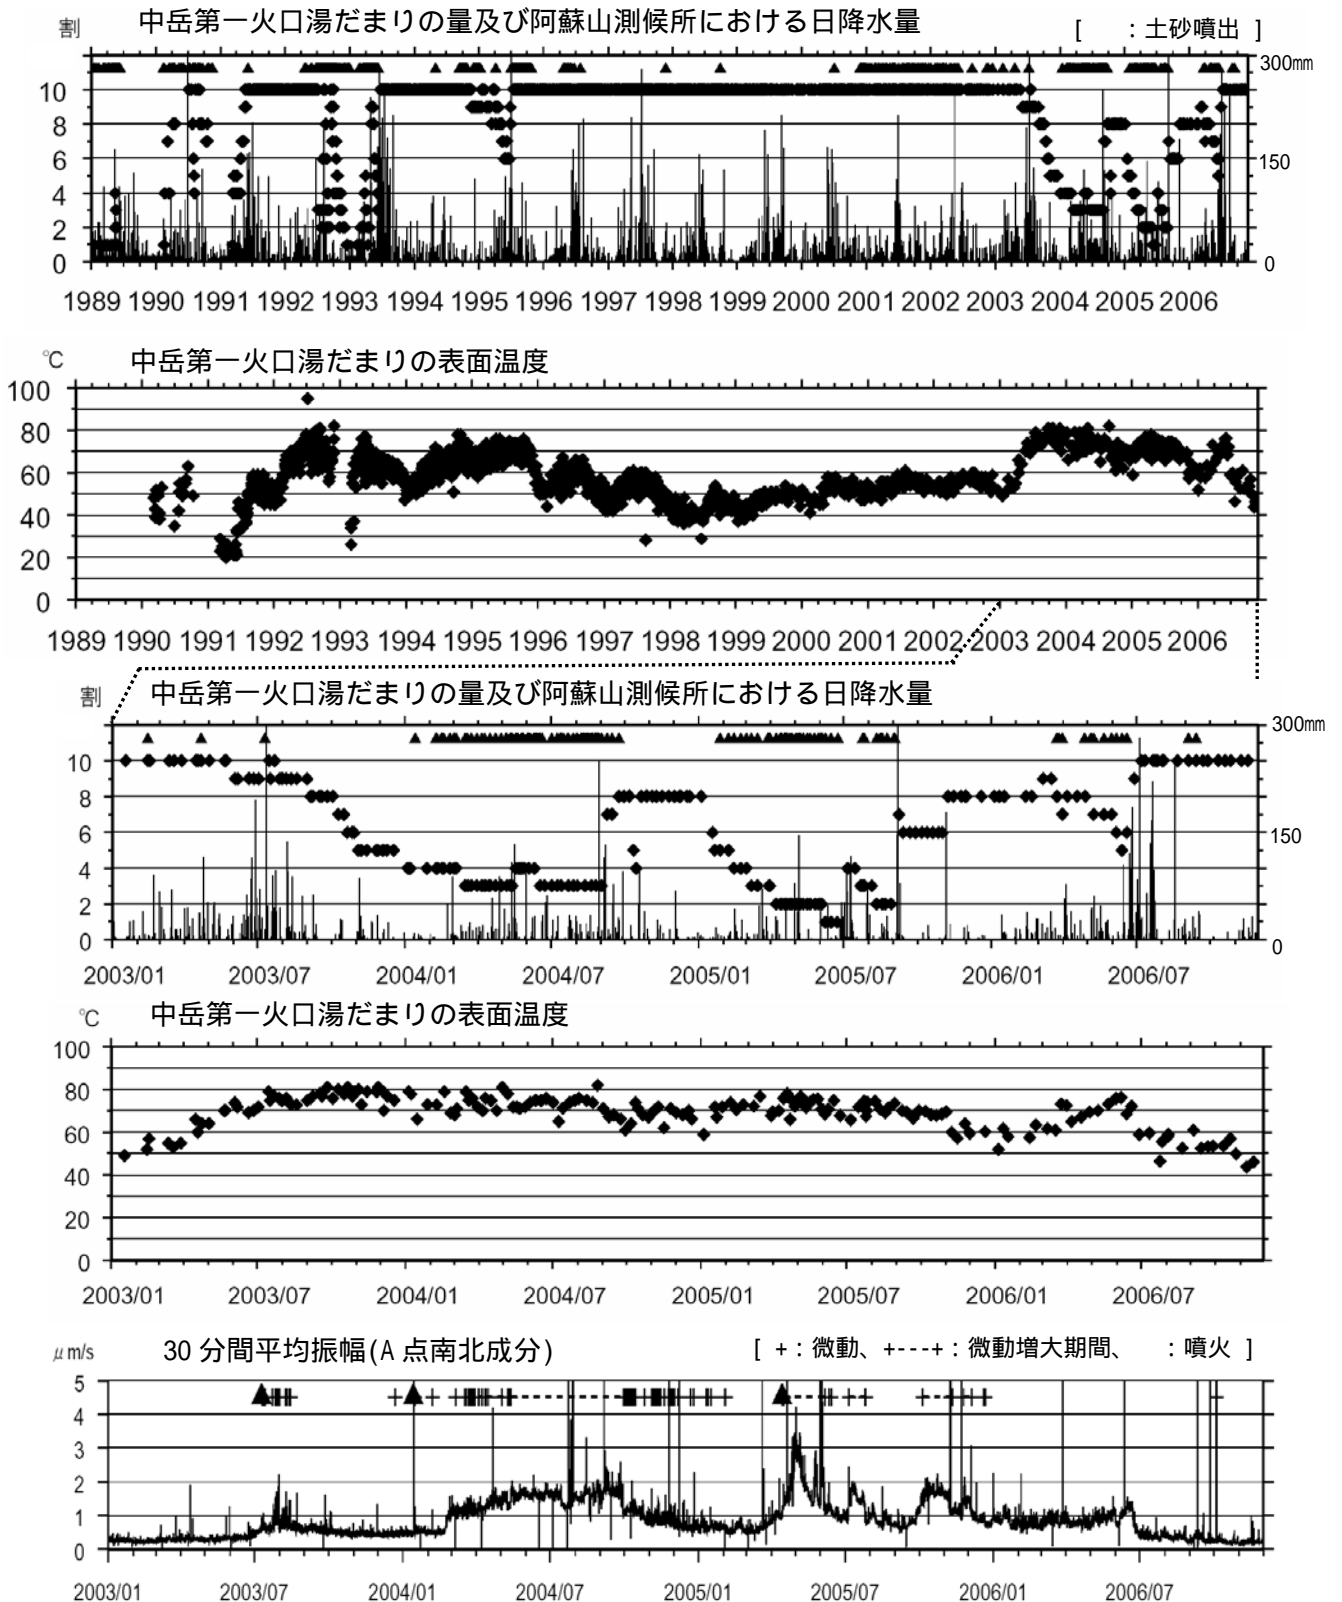 割 中岳第一火口湯だまりの量及び阿蘇山測候所における日降水量 [ ：土砂噴出 ]
300mm
10
8
6
150
4
2
0
0
1989 1990 1991 1992 1993 1994 1995 1996 1997 1998 1999 2000 2001 2002 2003 2004 2005 2006
℃ 中岳第一火口湯だまりの表面温度
100
80
60
40
20
0
1989 1990 1991 1992 1993 1994 1995 1996 1997 1998 1999 2000 2001 2002 2003 2004 2005 2006
割 中岳第一火口湯だまりの量及び阿蘇山測候所における日降水量
300mm
10
8
6
150
4
2
0
0
2003/01 2003/07 2004/01 2004/07 2005/01 2005/07 2006/01 2006/07
℃ 中岳第一火口湯だまりの表面温度
100
80
60
40
20
0
2003/01 2003/07 2004/01 2004/07 2005/01 2005/07 2006/01 2006/07
μm/s 30分間平均振幅(A点南北成分) [ +：微動、+---+：微動増大期間、 ：噴火 ]
5
4
3
2
1
0
2003/01 2003/07 2004/01 2004/07 2005/01 2005/07 2006/01 2006/07